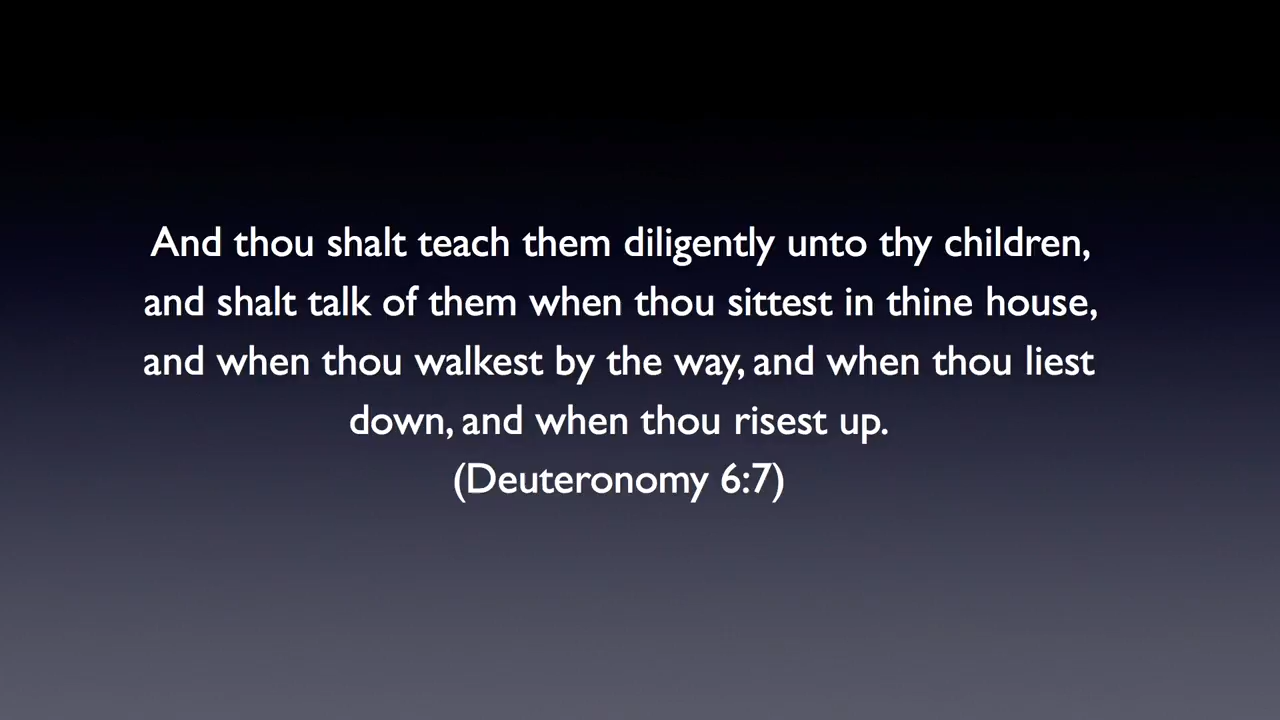 And thou shalt teach them diligently unto thy children,
and shalt talk of them when thou sittest in thine house,
and when thou walkest by the way, and when thou liest
down, and when thou risest up.
(Deuteronomy 6:7)